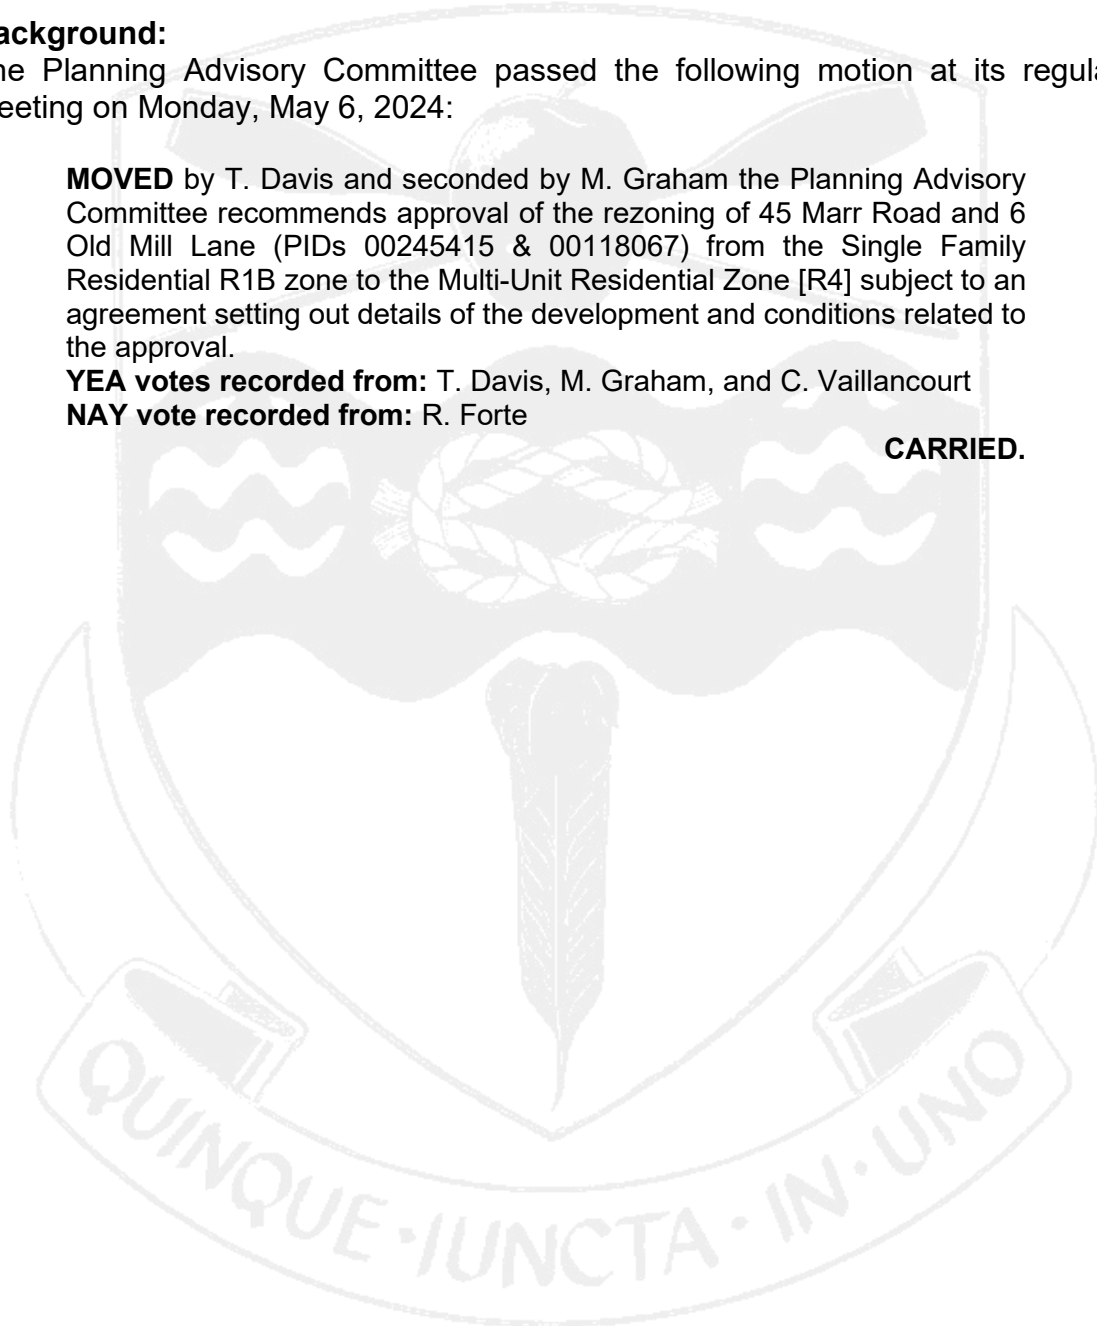 ackground:
ne Planning Advisory Committee passed the following motion at its regula
eeting on Monday, May 6, 2024:
MOVED by T. Davis and seconded by M. Graham the Planning Advisory
Committee recommends approval of the rezoning of 45 Marr Road and 6
Old Mill Lane (PIDs 00245415 & 00118067) from the Single Family
Residential R1B zone to the Multi-Unit Residential Zone [R4] subject to an
agreement setting out details of the development and conditions related to
the approval.
YEA votes recorded from: T. Davis, M. Graham, and C. Vaillancourt
NAY vote recorded from: R. Forte
CARRIED.
QUINQUE·IUNCTA·IN·UNO